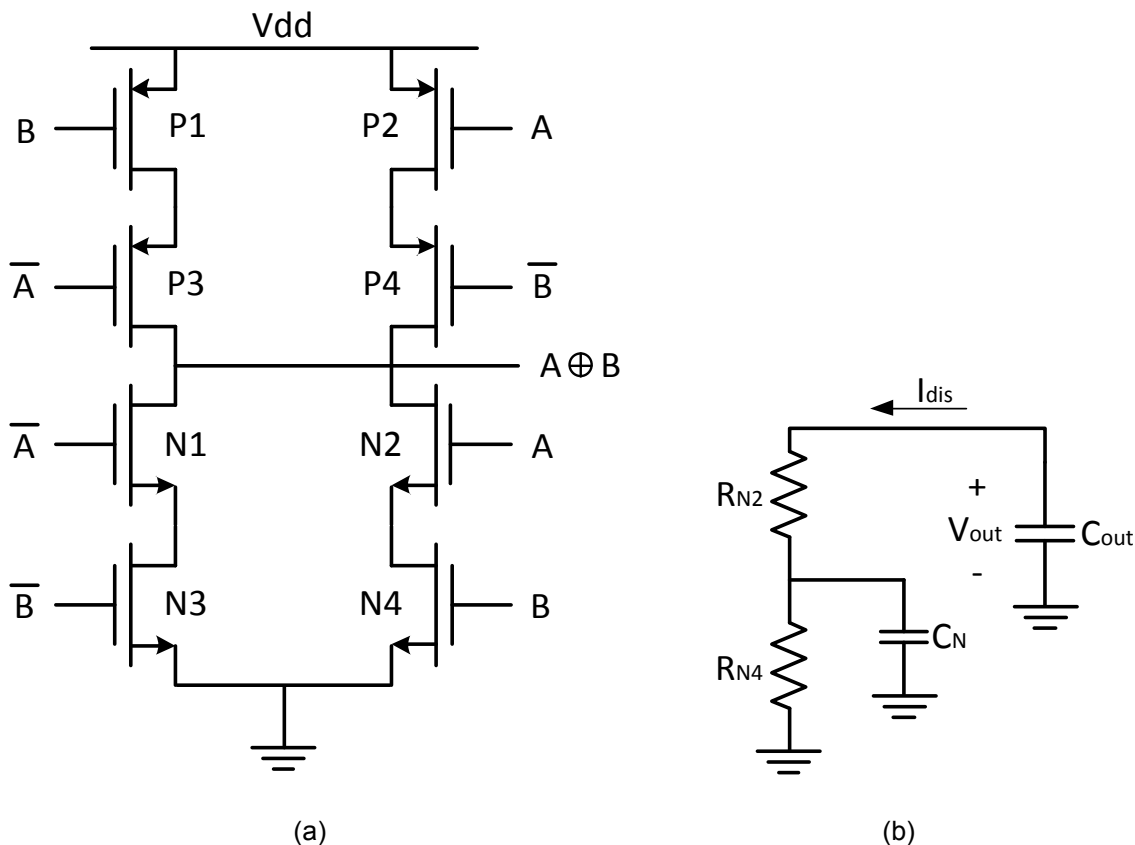 Vdd
B P1 P2 A
A̅ P3 P4 B̅
A ⊕ B
A̅ N1 N2 A
B̅ N3 N4 B
Idis
RN2
+
Vout
-
Cout
RN4
CN
(a) (b)